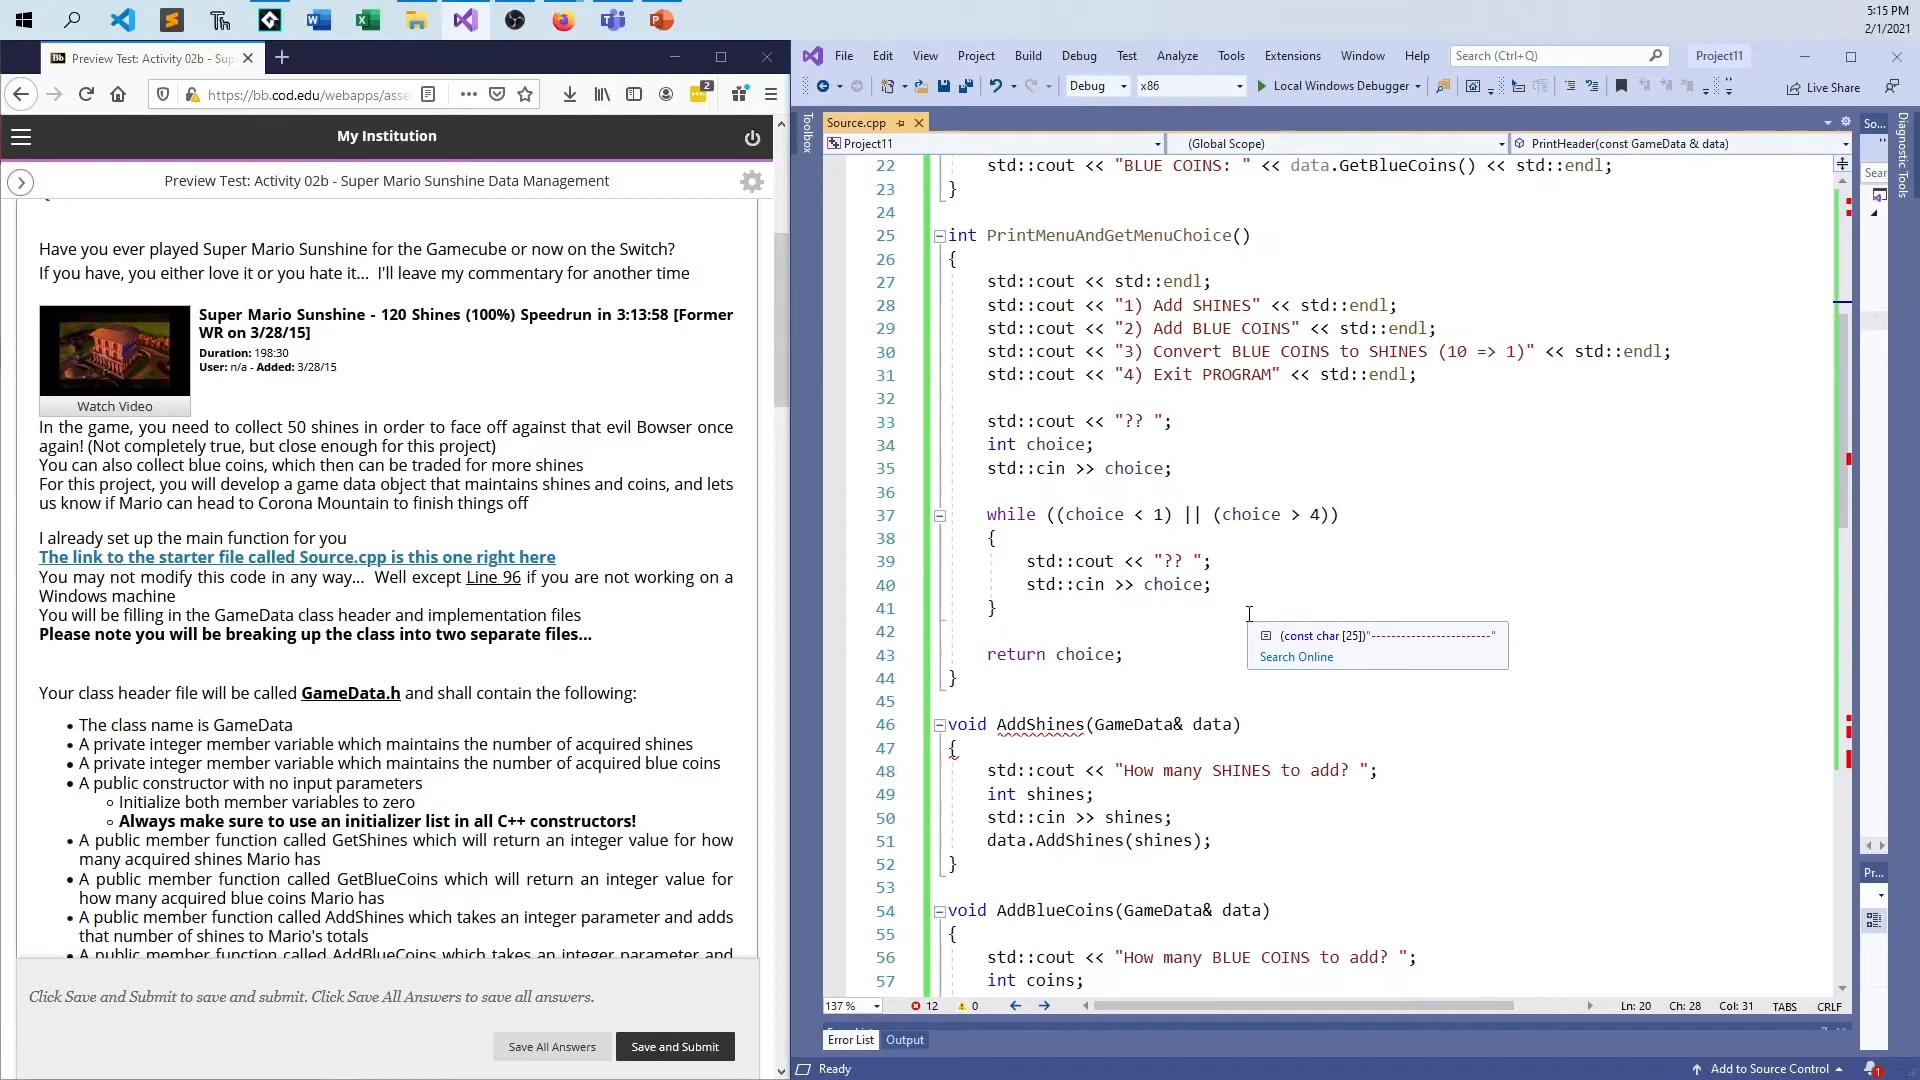 5:15 PM
2/1/2021
Preview Test: Activity 02b - Sup
https://bb.cod.edu/webapps/asse
2
My Institution
Preview Test: Activity 02b - Super Mario Sunshine Data Management
Have you ever played Super Mario Sunshine for the Gamecube or now on the Switch?
If you have, you either love it or you hate it... I'll leave my commentary for another time
Super Mario Sunshine - 120 Shines (100%) Speedrun in 3:13:58 [Former
WR on 3/28/15]
Duration: 198:30
User: n/a - Added: 3/28/15
Watch Video
In the game, you need to collect 50 shines in order to face off against that evil Bowser once
again! (Not completely true, but close enough for this project)
You can also collect blue coins, which then can be traded for more shines
For this project, you will develop a game data object that maintains shines and coins, and lets
us know if Mario can head to Corona Mountain to finish things off
I already set up the main function for you
The link to the starter file called Source.cpp is this one right here
You may not modify this code in any way... Well except Line 96 if you are not working on a
Windows machine
You will be filling in the GameData class header and implementation files
Please note you will be breaking up the class into two separate files...
Your class header file will be called GameData.h and shall contain the following:
• The class name is GameData
• A private integer member variable which maintains the number of acquired shines
• A private integer member variable which maintains the number of acquired blue coins
• A public constructor with no input parameters
o Initialize both member variables to zero
o Always make sure to use an initializer list in all C++ constructors!
• A public member function called GetShines which will return an integer value for how
many acquired shines Mario has
• A public member function called GetBlueCoins which will return an integer value for
how many acquired blue coins Mario has
• A public member function called AddShines which takes an integer parameter and adds
that number of shines to Mario's totals
• A public member function called AddBlueCoins which takes an integer parameter and
Click Save and Submit to save and submit. Click Save All Answers to save all answers.
Save All Answers
Save and Submit
File Edit View Project Build Debug Test Analyze Tools Extensions Window Help
Search (Ctrl+Q)
Project11
Debug
x86
Local Windows Debugger
Live Share
Toolbox
Source.cpp
Project11
(Global Scope)
PrintHeader(const GameData & data)
22 std::cout << "BLUE COINS: " << data.GetBlueCoins() << std::endl;
23 }
24
25 int PrintMenuAndGetMenuChoice()
26 {
27 std::cout << std::endl;
28 std::cout << "1) Add SHINES" << std::endl;
29 std::cout << "2) Add BLUE COINS" << std::endl;
30 std::cout << "3) Convert BLUE COINS to SHINES (10 => 1)" << std::endl;
31 std::cout << "4) Exit PROGRAM" << std::endl;
32
33 std::cout << "?? ";
34 int choice;
35 std::cin >> choice;
36
37 while ((choice < 1) || (choice > 4))
38 {
39 std::cout << "?? ";
40 std::cin >> choice;
41 }
42
43 return choice;
44 }
45
46 void AddShines(GameData& data)
47 {
48 std::cout << "How many SHINES to add? ";
49 int shines;
50 std::cin >> shines;
51 data.AddShines(shines);
52 }
53
54 void AddBlueCoins(GameData& data)
55 {
56 std::cout << "How many BLUE COINS to add? ";
57 int coins;
(const char [25])"------------------------"
Search Online
137 %
12
0
Ln: 20
Ch: 28
Col: 31
TABS
CRLF
Error List
Output
Ready
Add to Source Control
1
So...
Sear
Pr...
Diagnostic Tools